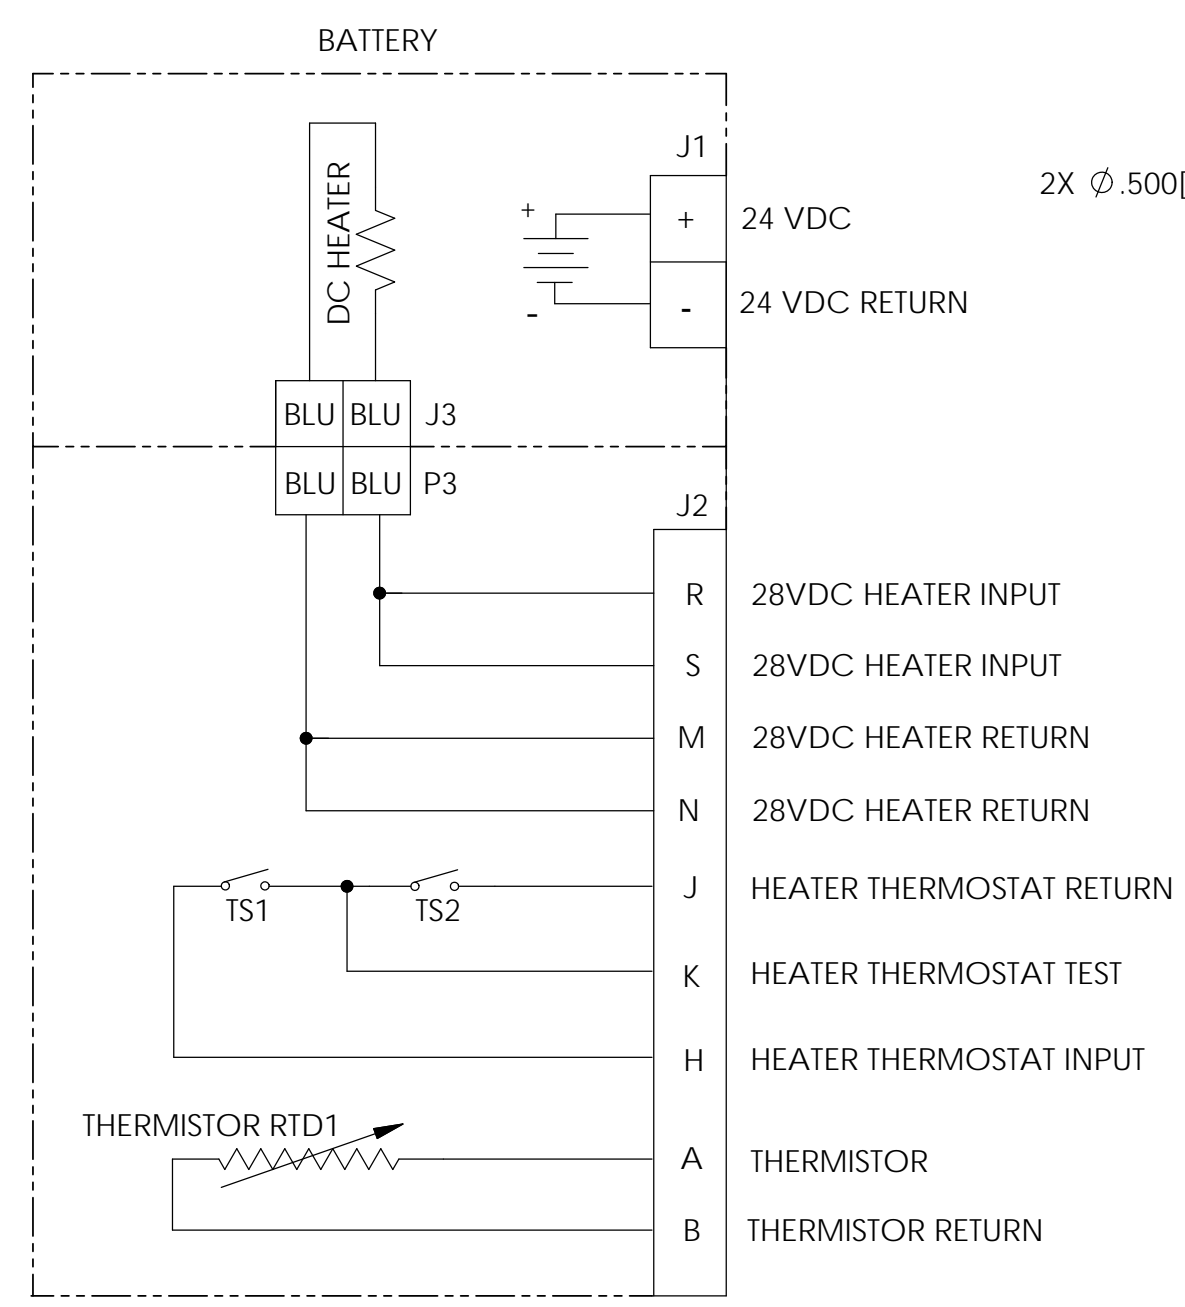 BATTERY
J1
2X ∅.500[
DC HEATER
+
+
24 VDC
-
-
24 VDC RETURN
BLU BLU J3
BLU BLU P3
J2
R 28VDC HEATER INPUT
S 28VDC HEATER INPUT
M 28VDC HEATER RETURN
N 28VDC HEATER RETURN
TS1 TS2
J HEATER THERMOSTAT RETURN
K HEATER THERMOSTAT TEST
H HEATER THERMOSTAT INPUT
THERMISTOR RTD1
A THERMISTOR
B THERMISTOR RETURN